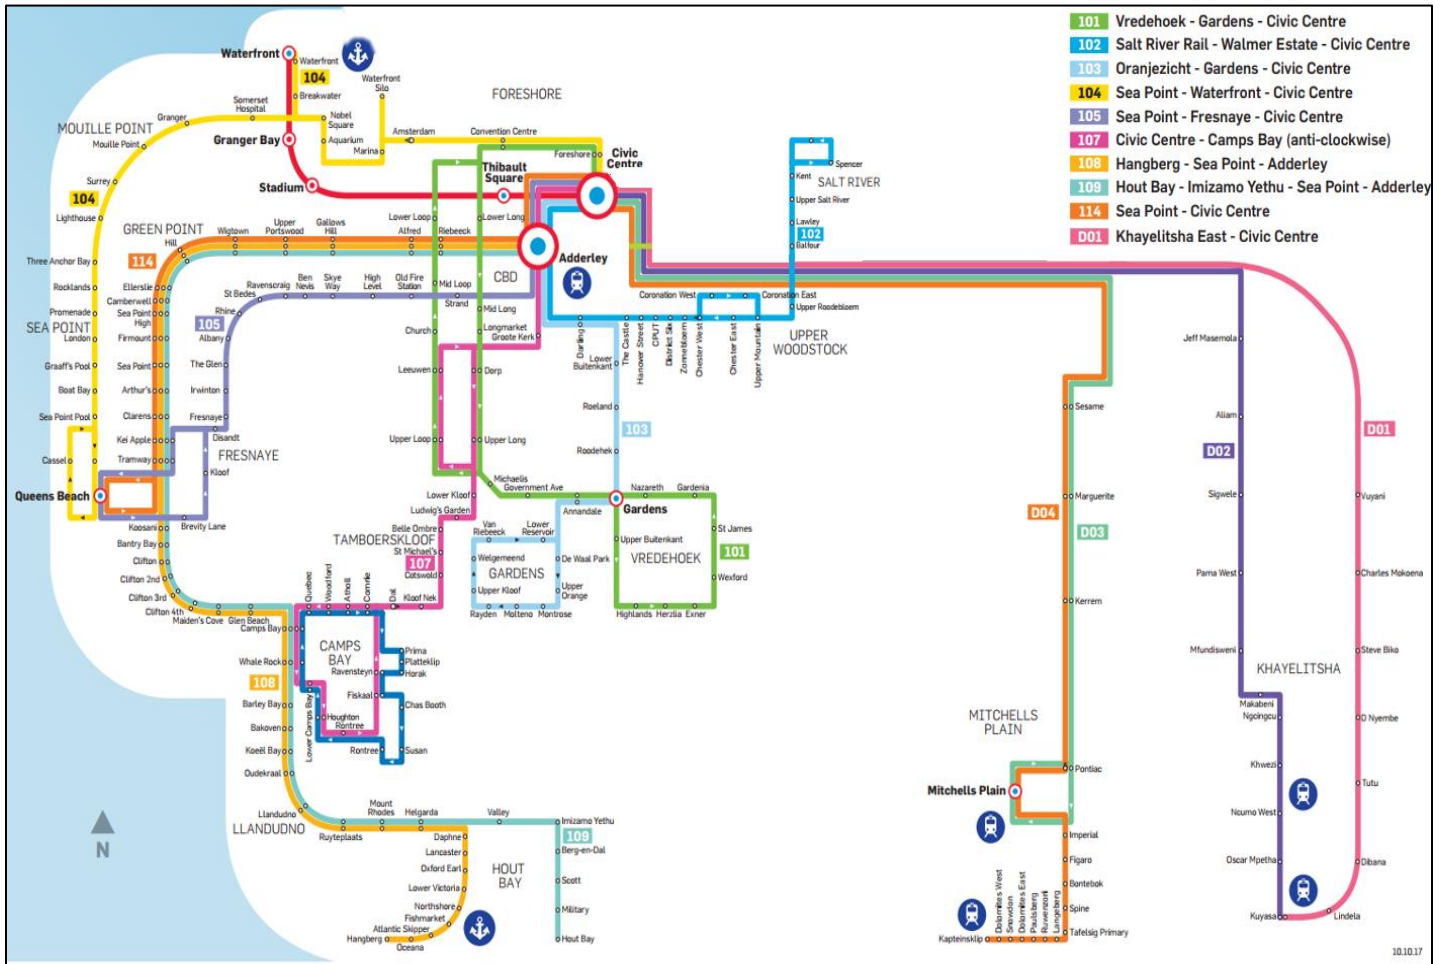 101 Vredehoek - Gardens - Civic Centre
102 Salt River Rail - Walmer Estate - Civic Centre
103 Oranjezicht - Gardens - Civic Centre
104 Sea Point - Waterfront - Civic Centre
105 Sea Point - Fresnaye - Civic Centre
107 Civic Centre - Camps Bay (anti-clockwise)
108 Hangberg - Sea Point - Adderley
109 Hout Bay - Imizamo Yethu - Sea Point - Adderley
114 Sea Point - Civic Centre
D01 Khayelitsha East - Civic Centre
Waterfront
Waterfront
104
Breakwater
Waterfront
Silo
FORESHORE
Somerset
Hospital
Granger
Nobel
Square
MOUILLE POINT
Mouille Point
Granger Bay
Aquarium
Marina
Amsterdam
Convention Centre
Foreshore
Civic
Centre
Thibault
Square
Stadium
Surrey
104
Lighthouse
Lower Loop
Lower Long
GREEN POINT
Hill
Wigtown
Upper
Portswood
Gallows
Hill
Alfred
Riebeeck
Adderley
CBD
114
Three Anchor Bay
Rocklands
Promenade
SEA POINT
London
Graaff's Pool
Boat Bay
Sea Point Pool
Cassel
Queens Beach
Ellerslie
Camberwell
Sea Point
High
Firmount
Sea Point
Arthur's
Clarens
Kei Apple
Tramway
105
St Bedes
Ravenscraig
Ben
Nevis
Skye
Way
High
Level
Old Fire
Station
Strand
Rhine
Albany
The Glen
Irwinton
Fresnaye
Disandt
FRESNAYE
Kloof
Brevity Lane
Mid Loop
Mid Long
Church
Longmarket
Groote Kerk
Leeuwen
Dorp
Upper Loop
Upper Long
Michaelis
Government Ave
Annandale
Lower Kloof
Ludwig's Garden
Belle Ombre
TAMBOERSKLOOF
St Michael's
107
Cotswold
Kloof Nek
Spencer
Kent
SALT RIVER
Upper Salt River
Lawley
102
Balfour
Coronation West
Coronation East
Upper Roodebloem
UPPER
WOODSTOCK
Darling
The Castle
Hanover Street
CPUT
District Six
Zonnebloem
Chester West
Chester East
Upper Mountain
Lower
Buitenkant
Roeland
103
Roodehek
Gardens
Nazareth
Gardenia
St James
101
Wexford
Upper Buitenkant
VREDEHOEK
Highlands
Herzlia
Exner
Van
Riebeeck
Lower
Reservoir
Welgemeend
De Waal Park
GARDENS
Upper Kloof
Upper
Orange
Rayden
Molteno
Montrose
Koosani
Bantry Bay
Clifton
Clifton 2nd
Clifton 3rd
Clifton 4th
Maiden's Cove
Glen Beach
Camps Bay
Quebec
Woodford
Atholl
Comrie
Dal
CAMPS
BAY
Prima
Platteklip
Horak
Ravensteyn
Fiskaal
Chas Booth
Houghton
Rontree
Rontree
Susan
Lower Camps Bay
Whale Rock
108
Barley Bay
Bakoven
Koeël Bay
Oudekraal
Llandudno
LLANDUDNO
Ruyteplaats
Mount
Rhodes
Helgarda
Valley
Imizamo Yethu
109
Berg-en-Dal
Scott
Military
Hout Bay
Daphne
Lancaster
Oxford Earl
HOUT
BAY
Lower Victoria
Northshore
Fishmarket
Atlantic Skipper
Hangberg
Oceana
N
Sesame
Marguerite
D04
D03
Kerrem
MITCHELLS
PLAIN
Pontiac
Mitchells Plain
Imperial
Figaro
Bontebok
Spine
Tafelsig Primary
Dolomites West
Snowdon
Dolomites East
Paulsberg
Ruwenzori
Langeberg
Kapteinsklip
Jeff Masemola
Aliam
D02
Sigwele
Pama West
Mfundisweni
KHAYELITSHA
Makabeni
Ngcingcu
Khwezi
Ncumo West
Oscar Mpetha
Kuyasa
Lindela
D01
Vuyani
Charles Mokoena
Steve Biko
D Nyembe
Tutu
Dibana
10.10.17